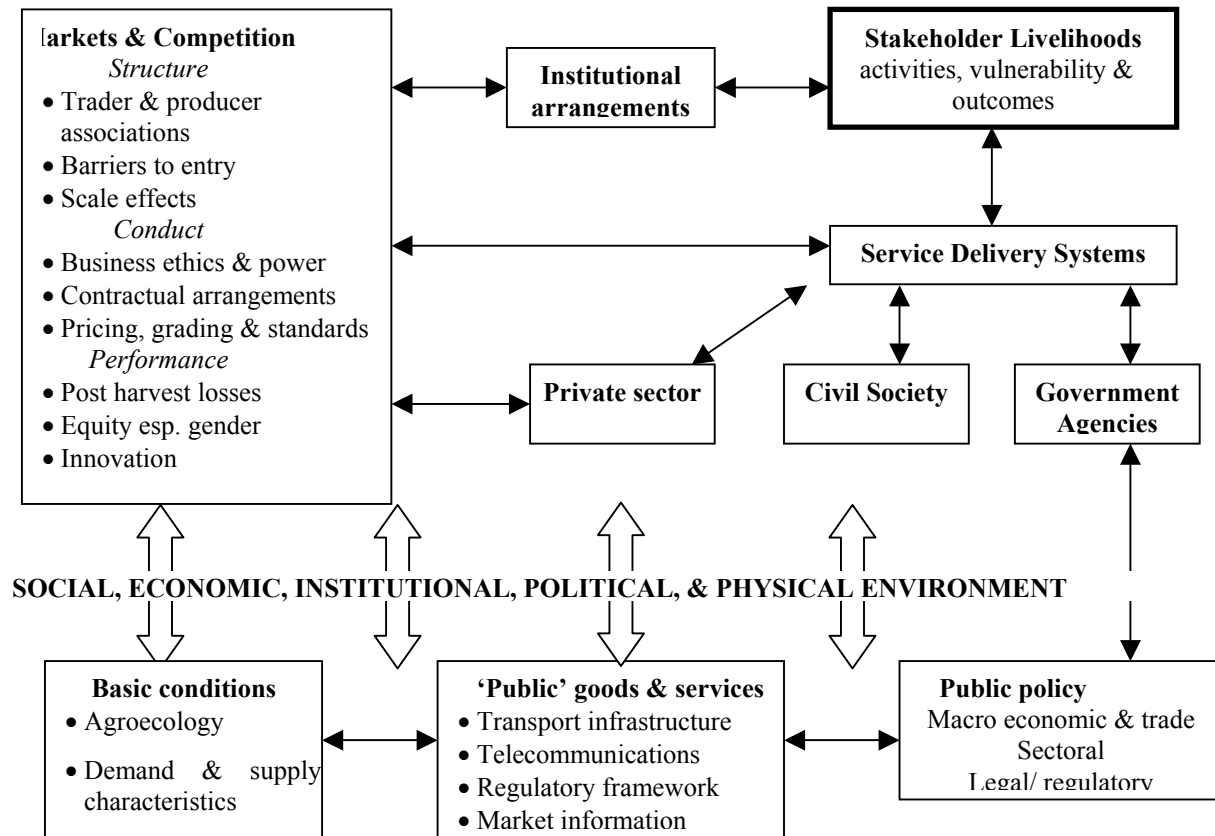 arkets & Competition
Structure
• Trader & producer
associations
• Barriers to entry
• Scale effects
Conduct
• Business ethics & power
• Contractual arrangements
• Pricing, grading & standards
Performance
• Post harvest losses
• Equity esp. gender
• Innovation
Institutional
arrangements
Stakeholder Livelihoods
activities, vulnerability &
outcomes
Service Delivery Systems
Private sector
Civil Society
Government
Agencies
SOCIAL, ECONOMIC, INSTITUTIONAL, POLITICAL, & PHYSICAL ENVIRONMENT
Basic conditions
• Agroecology
• Demand & supply
characteristics
‘Public’ goods & services
• Transport infrastructure
• Telecommunications
• Regulatory framework
• Market information
Public policy
Macro economic & trade
Sectoral
Legal/ regulatory